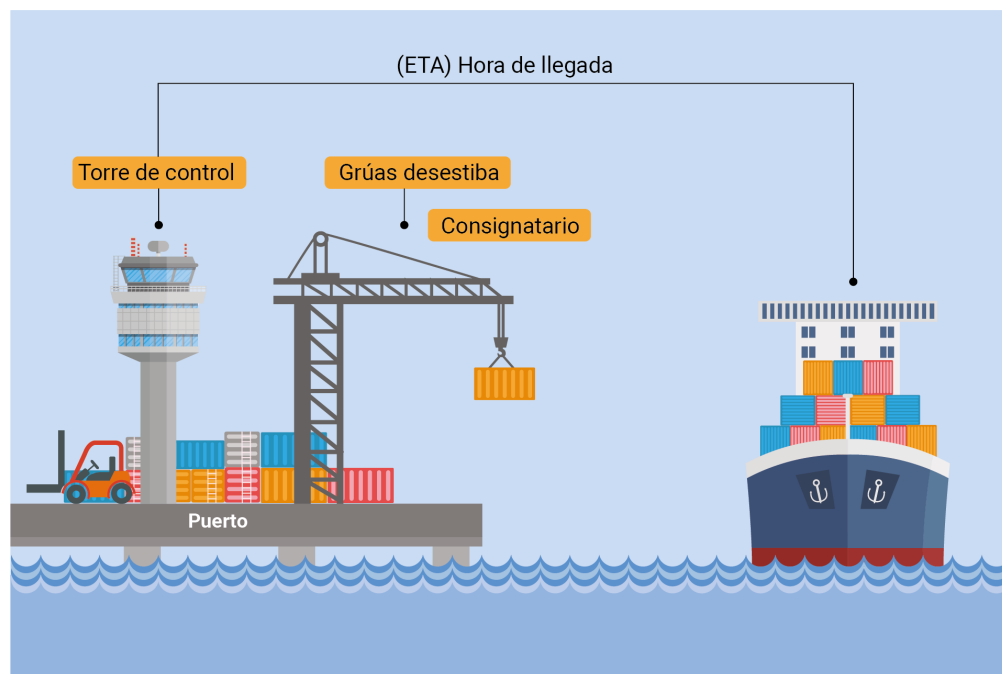 (ETA) Hora de llegada
Torre de control
Grúas desestiba
Consignatario
Puerto